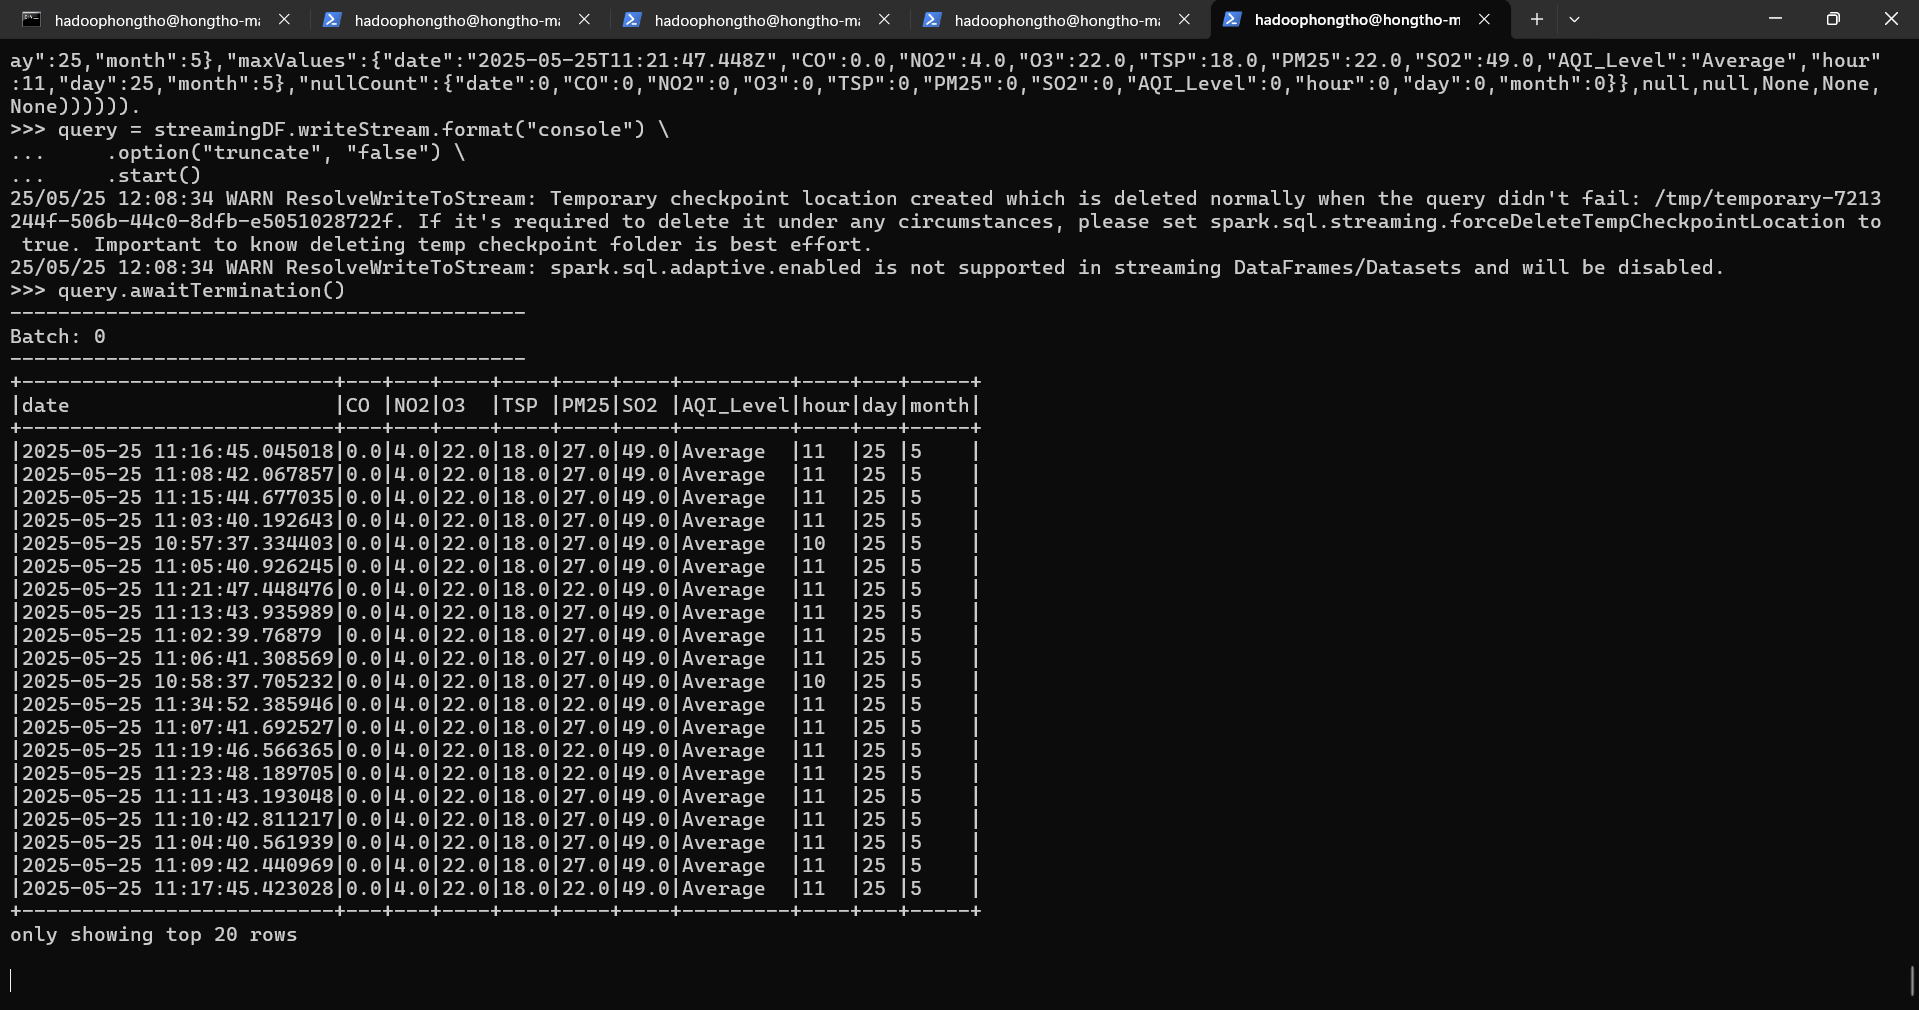 hadoophongtho@hongtho-ma
hadoophongtho@hongtho-ma
hadoophongtho@hongtho-ma
hadoophongtho@hongtho-ma
hadoophongtho@hongtho-m
ay":25,"month":5},"maxValues":{"date":"2025-05-25T11:21:47.448Z","CO":0.0,"NO2":4.0,"O3":22.0,"TSP":18.0,"PM25":22.0,"SO2":49.0,"AQI_Level":"Average","hour"
:11,"day":25,"month":5},"nullCount":{"date":0,"CO":0,"NO2":0,"O3":0,"TSP":0,"PM25":0,"SO2":0,"AQI_Level":0,"hour":0,"day":0,"month":0}},null,null,None,None,
None)))))).
>>> query = streamingDF.writeStream.format("console") \
...     .option("truncate", "false") \
...     .start()
25/05/25 12:08:34 WARN ResolveWriteToStream: Temporary checkpoint location created which is deleted normally when the query didn't fail: /tmp/temporary-7213
244f-506b-44c0-8dfb-e5051028722f. If it's required to delete it under any circumstances, please set spark.sql.streaming.forceDeleteTempCheckpointLocation to
 true. Important to know deleting temp checkpoint folder is best effort.
25/05/25 12:08:34 WARN ResolveWriteToStream: spark.sql.adaptive.enabled is not supported in streaming DataFrames/Datasets and will be disabled.
>>> query.awaitTermination()
-------------------------------------------
Batch: 0
-------------------------------------------
+--------------------------+---+---+----+----+----+----+---------+----+---+-----+
|date                      |CO |NO2|O3  |TSP |PM25|SO2 |AQI_Level|hour|day|month|
+--------------------------+---+---+----+----+----+----+---------+----+---+-----+
|2025-05-25 11:16:45.045018|0.0|4.0|22.0|18.0|27.0|49.0|Average  |11  |25 |5    |
|2025-05-25 11:08:42.067857|0.0|4.0|22.0|18.0|27.0|49.0|Average  |11  |25 |5    |
|2025-05-25 11:15:44.677035|0.0|4.0|22.0|18.0|27.0|49.0|Average  |11  |25 |5    |
|2025-05-25 11:03:40.192643|0.0|4.0|22.0|18.0|27.0|49.0|Average  |11  |25 |5    |
|2025-05-25 10:57:37.334403|0.0|4.0|22.0|18.0|27.0|49.0|Average  |10  |25 |5    |
|2025-05-25 11:05:40.926245|0.0|4.0|22.0|18.0|27.0|49.0|Average  |11  |25 |5    |
|2025-05-25 11:21:47.448476|0.0|4.0|22.0|18.0|22.0|49.0|Average  |11  |25 |5    |
|2025-05-25 11:13:43.935989|0.0|4.0|22.0|18.0|27.0|49.0|Average  |11  |25 |5    |
|2025-05-25 11:02:39.76879 |0.0|4.0|22.0|18.0|27.0|49.0|Average  |11  |25 |5    |
|2025-05-25 11:06:41.308569|0.0|4.0|22.0|18.0|27.0|49.0|Average  |11  |25 |5    |
|2025-05-25 10:58:37.705232|0.0|4.0|22.0|18.0|27.0|49.0|Average  |10  |25 |5    |
|2025-05-25 11:34:52.385946|0.0|4.0|22.0|18.0|22.0|49.0|Average  |11  |25 |5    |
|2025-05-25 11:07:41.692527|0.0|4.0|22.0|18.0|27.0|49.0|Average  |11  |25 |5    |
|2025-05-25 11:19:46.566365|0.0|4.0|22.0|18.0|22.0|49.0|Average  |11  |25 |5    |
|2025-05-25 11:23:48.189705|0.0|4.0|22.0|18.0|22.0|49.0|Average  |11  |25 |5    |
|2025-05-25 11:11:43.193048|0.0|4.0|22.0|18.0|27.0|49.0|Average  |11  |25 |5    |
|2025-05-25 11:10:42.811217|0.0|4.0|22.0|18.0|27.0|49.0|Average  |11  |25 |5    |
|2025-05-25 11:04:40.561939|0.0|4.0|22.0|18.0|27.0|49.0|Average  |11  |25 |5    |
|2025-05-25 11:09:42.440969|0.0|4.0|22.0|18.0|27.0|49.0|Average  |11  |25 |5    |
|2025-05-25 11:17:45.423028|0.0|4.0|22.0|18.0|22.0|49.0|Average  |11  |25 |5    |
+--------------------------+---+---+----+----+----+----+---------+----+---+-----+
only showing top 20 rows